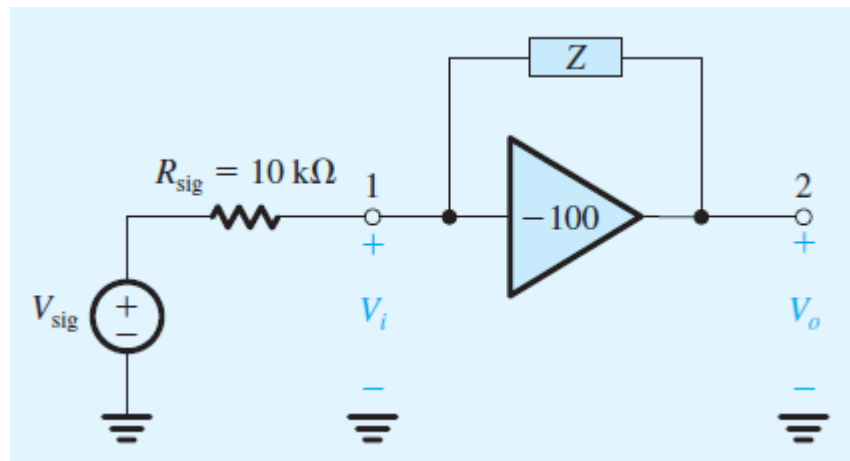 Z
R_sig = 10 kΩ
1
2
−100
+
+
V_sig
+
−
V_i
V_o
−
−